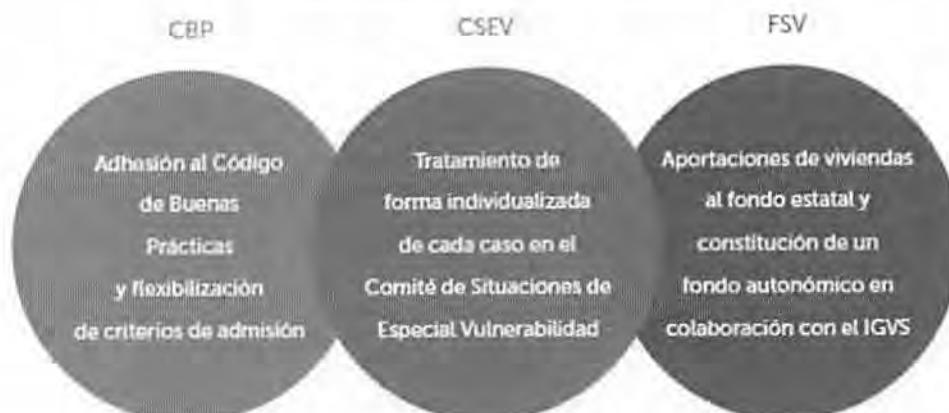 CBP
CSEV
FSV
Adhesión al Código
de Buenas
Prácticas
y flexibilización
de criterios de admisión
Tratamiento de
forma individualizada
de cada caso en el
Comité de Situaciones de
Especial Vulnerabilidad
Aportaciones de viviendas
al fondo estatal y
constitución de un
fondo autonómico en
colaboración con el IGVS